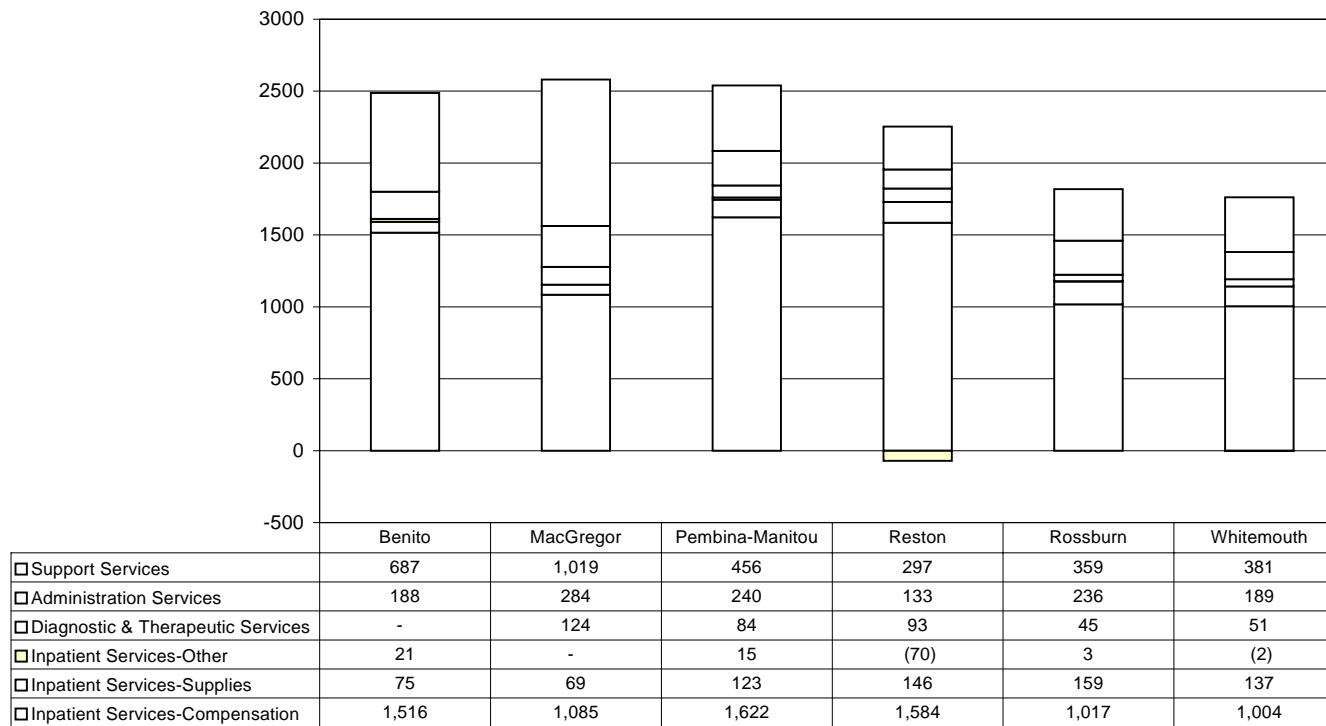 3000
2500
2000
1500
1000
500
0
-500
Benito MacGregor Pembina-Manitou Reston Rossburn Whitemouth
Support Services 687 1,019 456 297 359 381
Administration Services 188 284 240 133 236 189
Diagnostic & Therapeutic Services - 124 84 93 45 51
Inpatient Services-Other 21 - 15 (70) 3 (2)
Inpatient Services-Supplies 75 69 123 146 159 137
Inpatient Services-Compensation 1,516 1,085 1,622 1,584 1,017 1,004